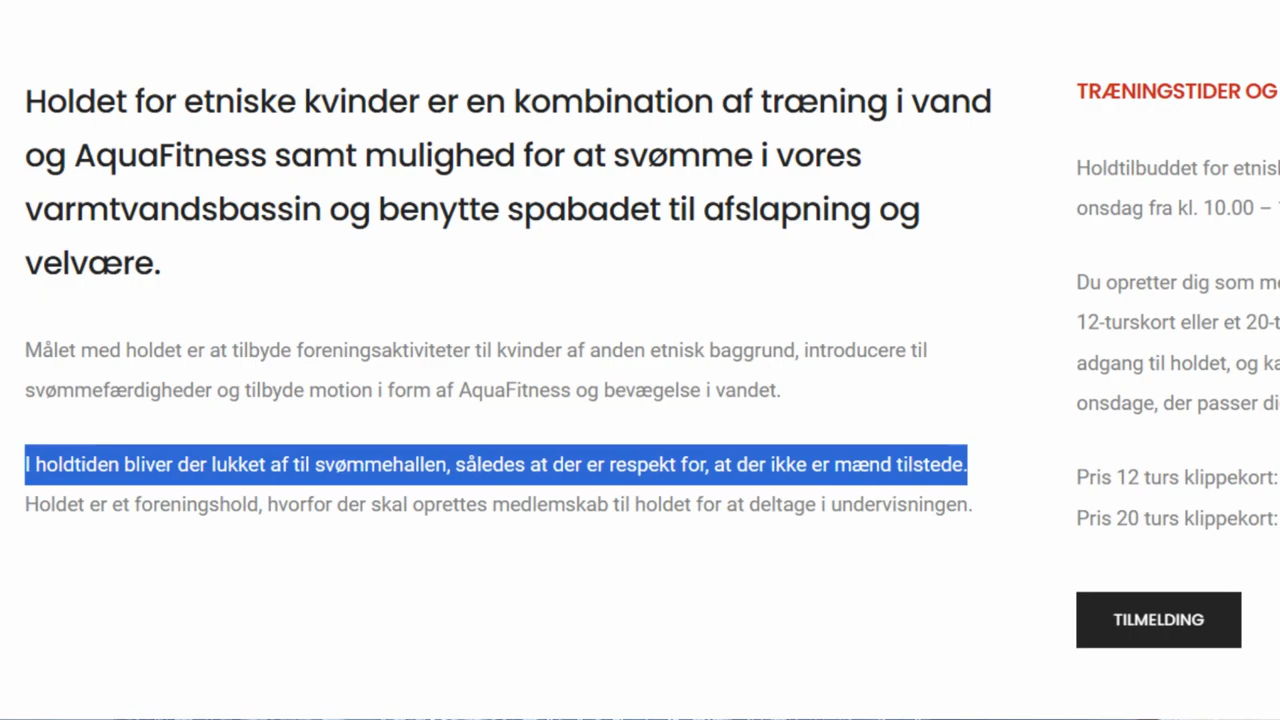 Holdet for etniske kvinder er en kombination af træning i vand
og AquaFitness samt mulighed for at svømme i vores
varmtvandsbassin og benytte spabadet til afslapning og
velvære.
Målet med holdet er at tilbyde foreningsaktiviteter til kvinder af anden etnisk baggrund, introducere til
svømmefærdigheder og tilbyde motion i form af AquaFitness og bevægelse i vandet.
I holdtiden bliver der lukket af til svømmehallen, således at der er respekt for, at der ikke er mænd tilstede.
Holdet er et foreningshold, hvorfor der skal oprettes medlemskab til holdet for at deltage i undervisningen.
TRÆNINGSTIDER OG
Holdtilbuddet for
onsdag fra kl. 10.00 –
Du opretter dig som
12-turskort eller et
adgang til holdet, og
onsdage, der passer
Pris 12 turs klippekort:
Pris 20 turs klippekort:
TILMELDING